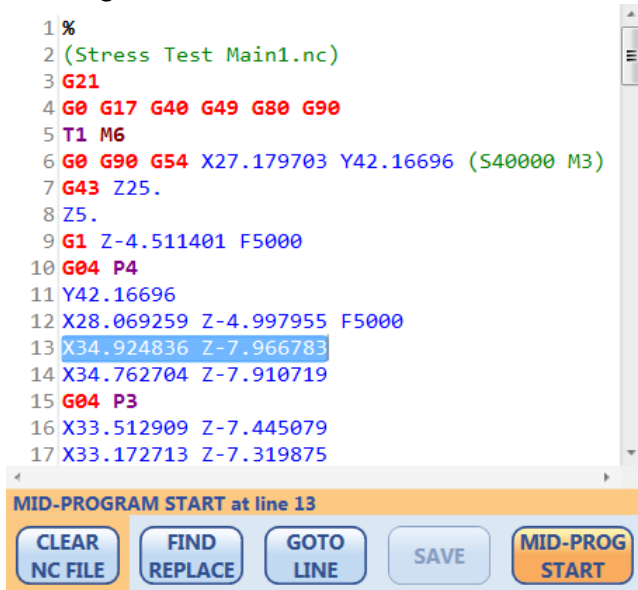 1 %
2 (Stress Test Main1.nc)
3 G21
4 G0 G17 G40 G49 G80 G90
5 T1 M6
6 G0 G90 G54 X27.179703 Y42.16696 (S40000 M3)
7 G43 Z25.
8 Z5.
9 G1 Z-4.511401 F5000
10 G04 P4
11 Y42.16696
12 X28.069259 Z-4.997955 F5000
13 X34.924836 Z-7.966783
14 X34.762704 Z-7.910719
15 G04 P3
16 X33.512909 Z-7.445079
17 X33.172713 Z-7.319875
MID-PROGRAM START at line 13
CLEAR NC FILE
FIND REPLACE
GOTO LINE
SAVE
MID-PROG START